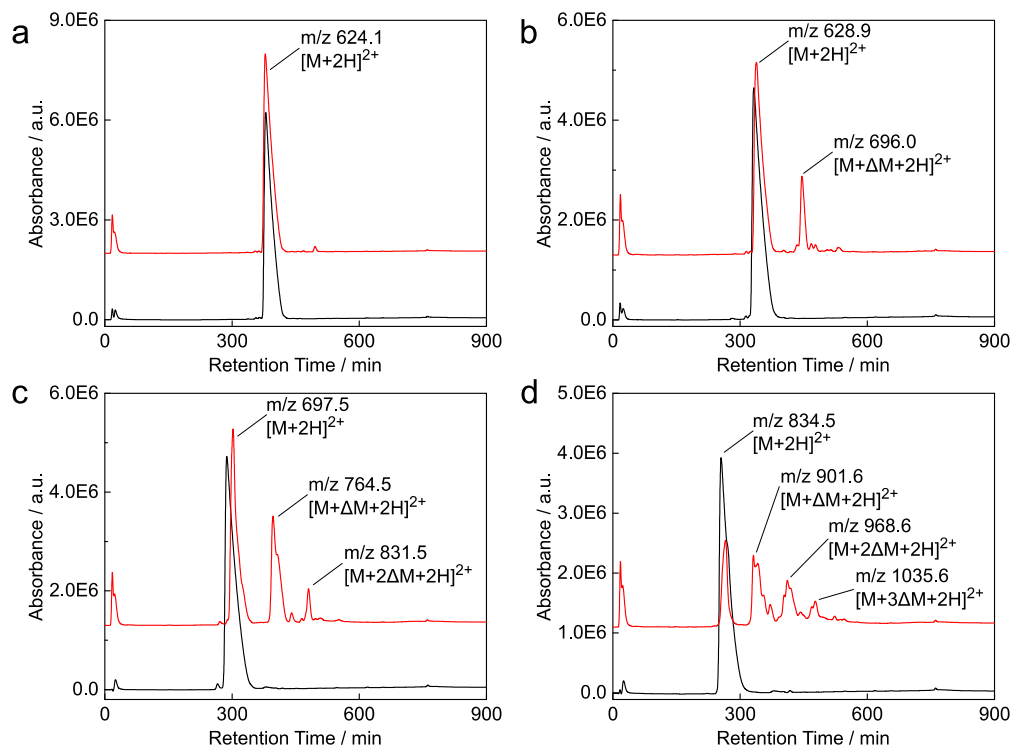 a
9.0E6
6.0E6
3.0E6
0.0
Absorbance / a.u.
m/z 624.1
[M+2H]²⁺
0 300 600 900
Retention Time / min
b
6.0E6
4.0E6
2.0E6
0.0
Absorbance / a.u.
m/z 628.9
[M+2H]²⁺
m/z 696.0
[M+ΔM+2H]²⁺
0 300 600 900
Retention Time / min
c
6.0E6
4.0E6
2.0E6
0.0
Absorbance / a.u.
m/z 697.5
[M+2H]²⁺
m/z 764.5
[M+ΔM+2H]²⁺
m/z 831.5
[M+2ΔM+2H]²⁺
0 300 600 900
Retention Time / min
d
5.0E6
4.0E6
3.0E6
2.0E6
1.0E6
0.0
Absorbance / a.u.
m/z 834.5
[M+2H]²⁺
m/z 901.6
[M+ΔM+2H]²⁺
m/z 968.6
[M+2ΔM+2H]²⁺
m/z 1035.6
[M+3ΔM+2H]²⁺
0 300 600 900
Retention Time / min